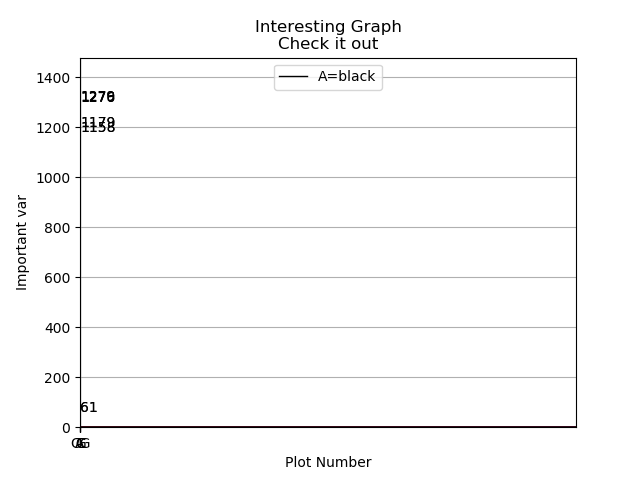 Interesting Graph
Check it out
A=black
1400
1200
1000
800
600
400
200
0
1179
1158
61
Important var
Plot Number